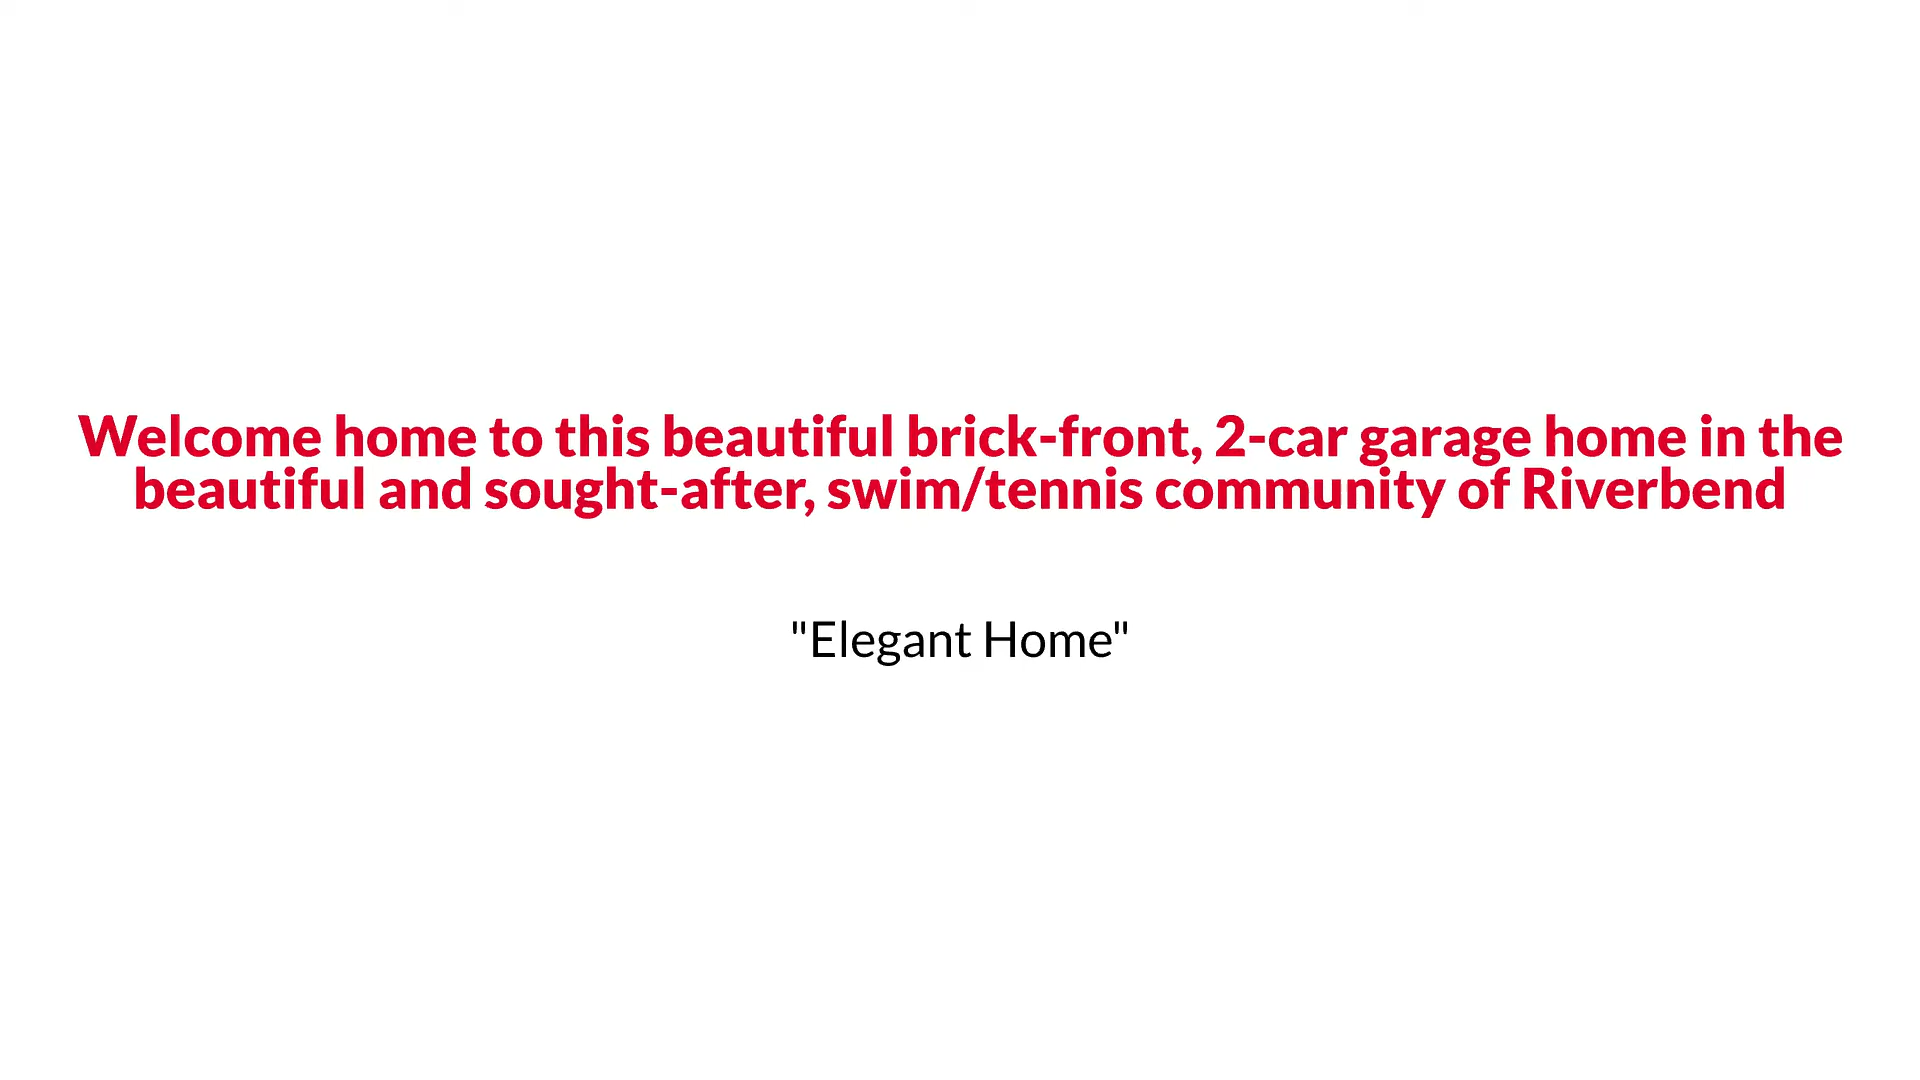 Welcome home to this beautiful brick-front, 2-car garage home in the
beautiful and sought-after, swim/tennis community of Riverbend
"Elegant Home"